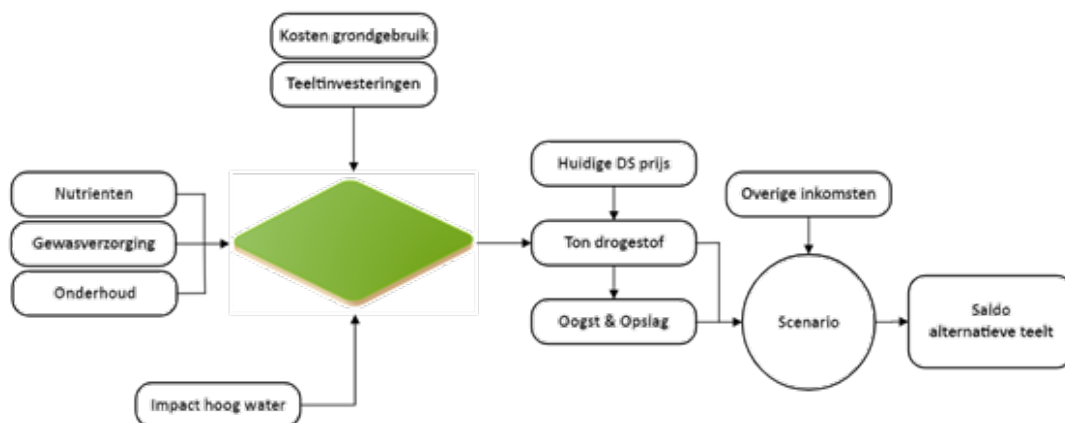 Kosten grondgebruik
Teeltinvesteringen
Nutrienten
Gewasverzorging
Onderhoud
Impact hoog water
Huidige DS prijs
Ton drogestof
Oogst & Opslag
Overige inkomsten
Scenario
Saldo
alternatieve teelt